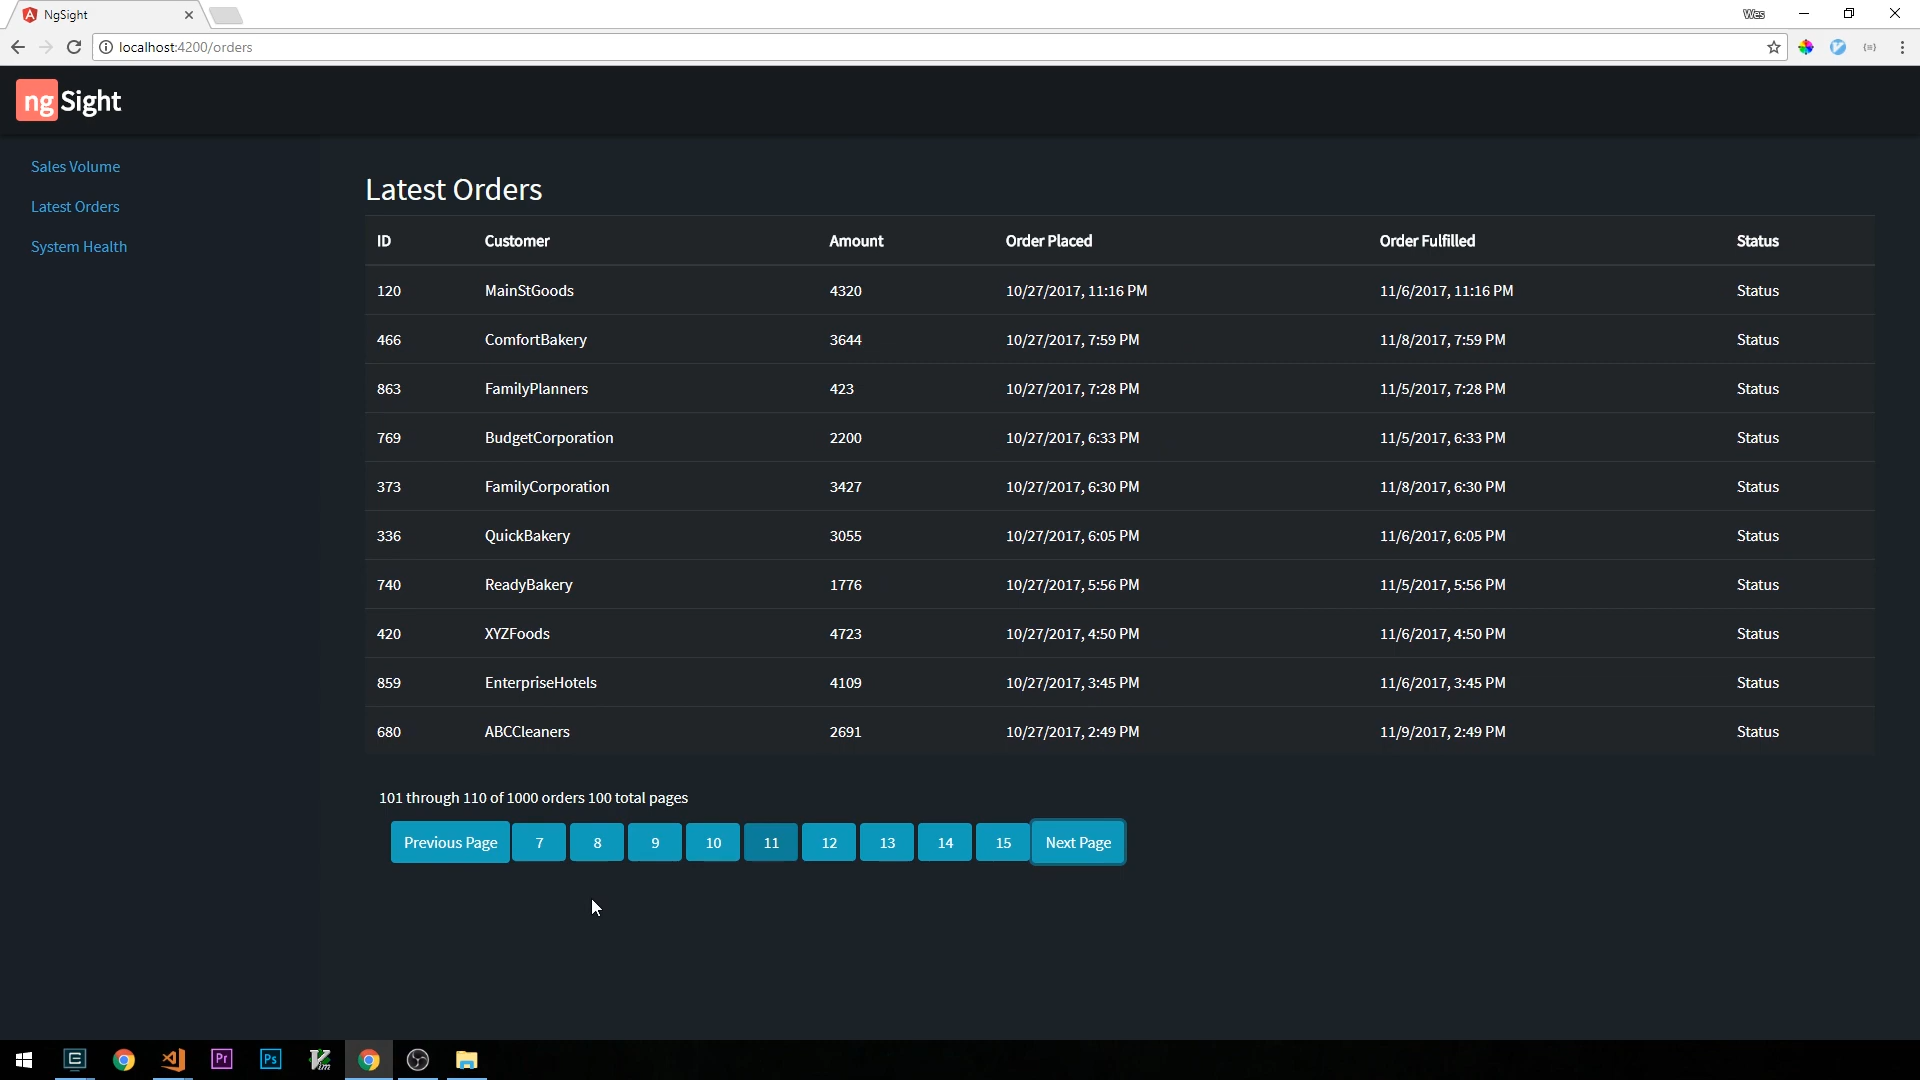 NgSight
Wes
localhost:4200/orders
ng Sight
Sales Volume
Latest Orders
System Health
Latest Orders
ID Customer Amount Order Placed Order Fulfilled Status
120 MainStGoods 4320 10/27/2017, 11:16 PM 11/6/2017, 11:16 PM Status
466 ComfortBakery 3644 10/27/2017, 7:59 PM 11/8/2017, 7:59 PM Status
863 FamilyPlanners 423 10/27/2017, 7:28 PM 11/5/2017, 7:28 PM Status
769 BudgetCorporation 2200 10/27/2017, 6:33 PM 11/5/2017, 6:33 PM Status
373 FamilyCorporation 3427 10/27/2017, 6:30 PM 11/8/2017, 6:30 PM Status
336 QuickBakery 3055 10/27/2017, 6:05 PM 11/6/2017, 6:05 PM Status
740 ReadyBakery 1776 10/27/2017, 5:56 PM 11/5/2017, 5:56 PM Status
420 XYZFoods 4723 10/27/2017, 4:50 PM 11/6/2017, 4:50 PM Status
859 EnterpriseHotels 4109 10/27/2017, 3:45 PM 11/6/2017, 3:45 PM Status
680 ABCCleaners 2691 10/27/2017, 2:49 PM 11/9/2017, 2:49 PM Status
101 through 110 of 1000 orders 100 total pages
Previous Page 7 8 9 10 11 12 13 14 15 Next Page
Pr Ps Vim